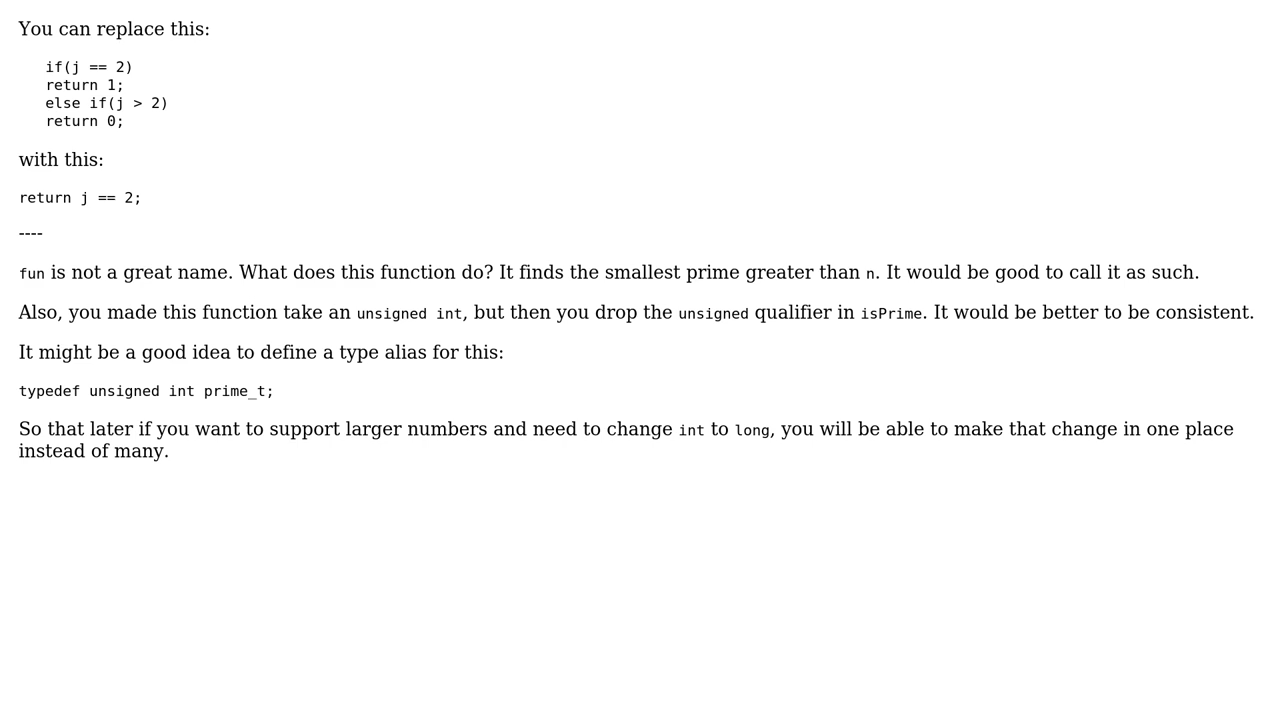 You can replace this:
if(j == 2)
return 1;
else if(j > 2)
return 0;
with this:
return j == 2;
----
fun is not a great name. What does this function do? It finds the smallest prime greater than n. It would be good to call it as such.
Also, you made this function take an unsigned int, but then you drop the unsigned qualifier in isPrime. It would be better to be consistent.
It might be a good idea to define a type alias for this:
typedef unsigned int prime_t;
So that later if you want to support larger numbers and need to change int to long, you will be able to make that change in one place
instead of many.